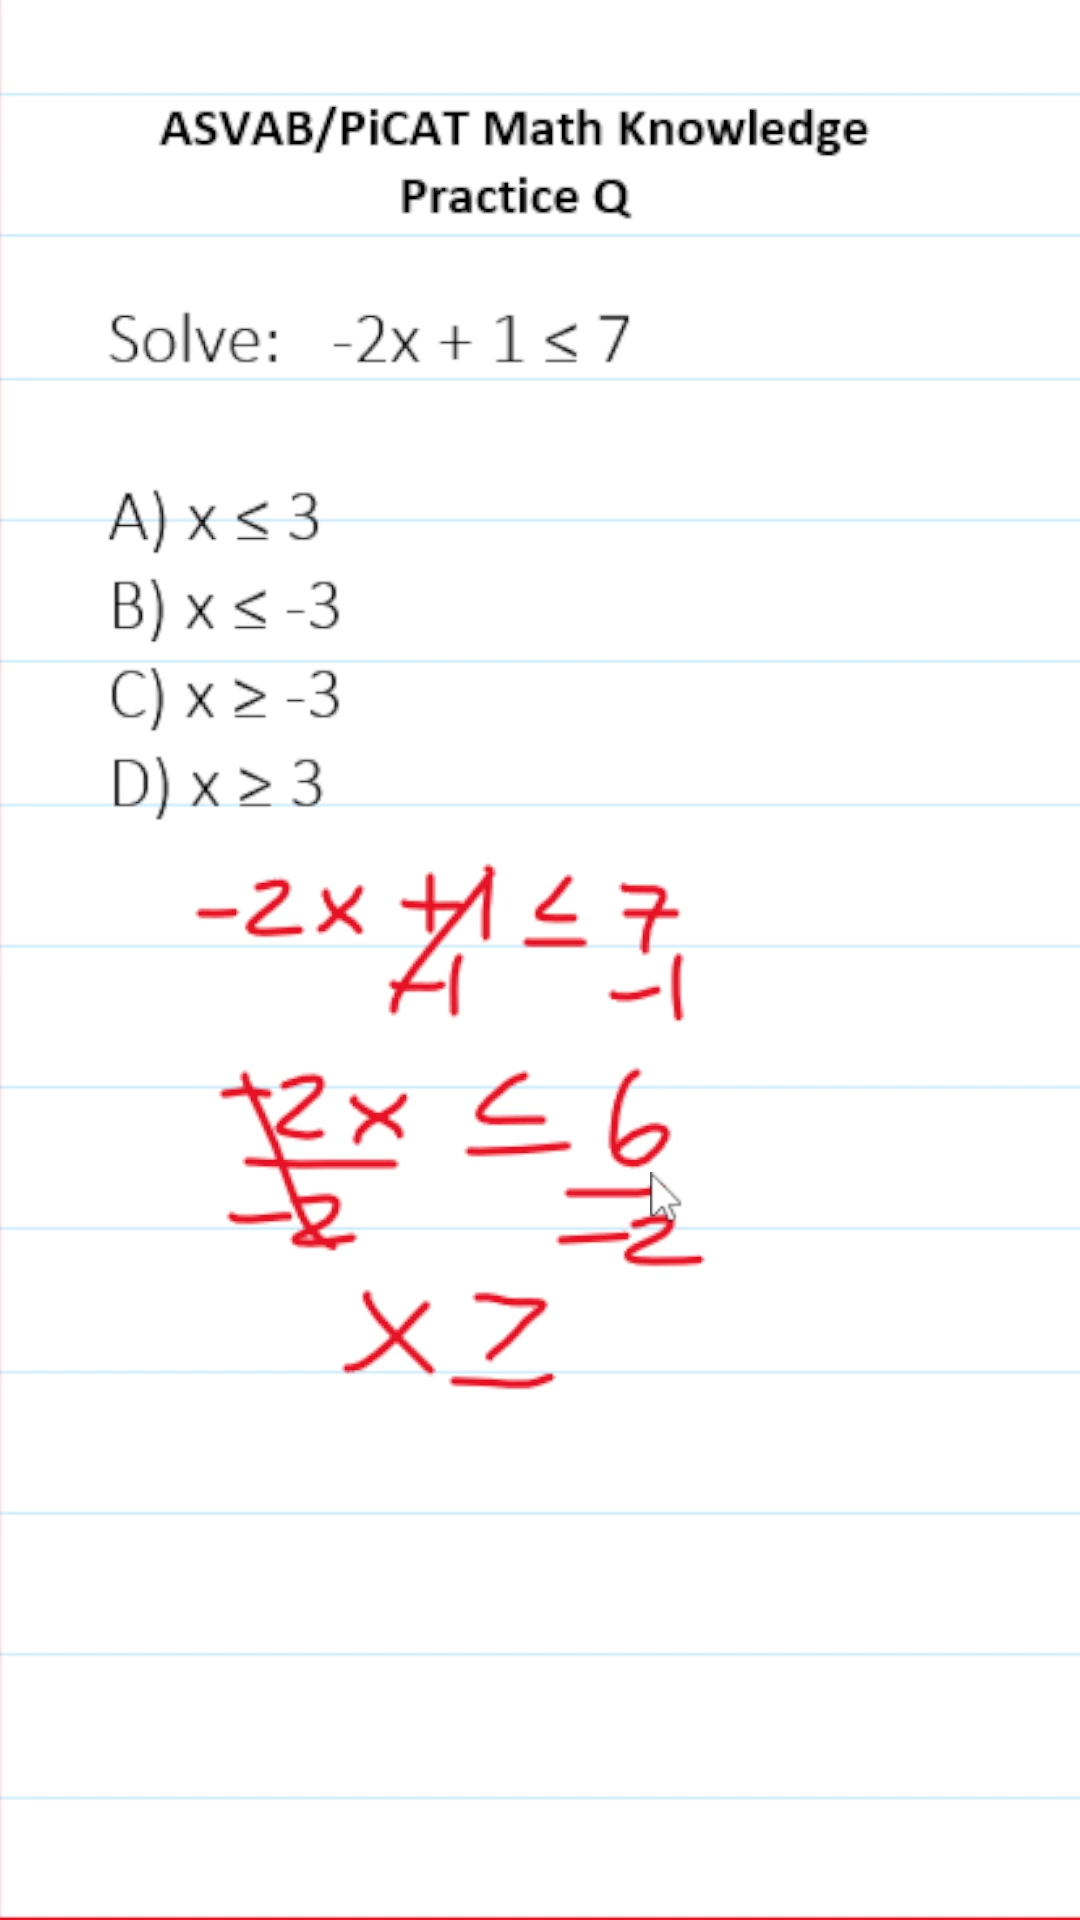 ASVAB/PiCAT Math Knowledge
Practice Q
Solve: -2x + 1 ≤ 7
A) x ≤ 3
B) x ≤ -3
C) x ≥ -3
D) x ≥ 3
-2x +1 ≤ 7
-1 -1
-2x ≤ 6
-2 -2
x ≥